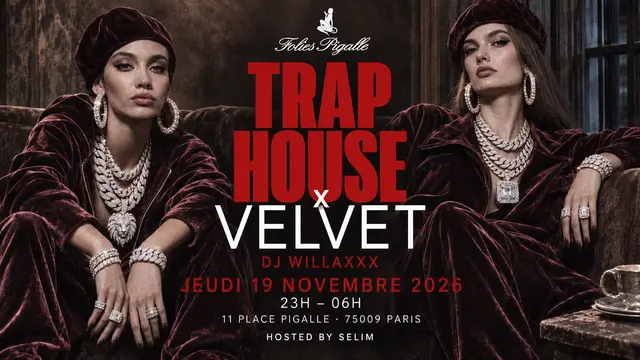 Folies Pigalle
TRAP
HOUSE
x
VELVET
DJ WILLAXXX
JEUDI 19 NOVEMBRE 2026
23H – 06H
11 PLACE PIGALLE • 75009 PARIS
HOSTED BY SELIM